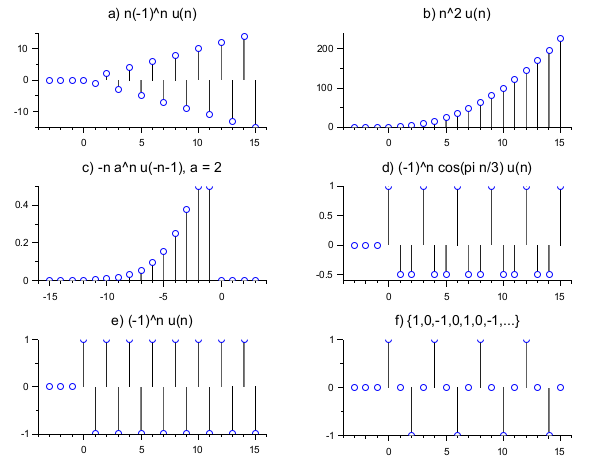 a) n(-1)^n u(n)
10
0
-10
0 5 10 15
b) n^2 u(n)
200
100
0
0 5 10 15
c) -n a^n u(-n-1), a = 2
0.4
0.2
0
-15 -10 -5 0
d) (-1)^n cos(pi n/3) u(n)
1
0.5
0
-0.5
0 5 10 15
e) (-1)^n u(n)
1
0
-1
0 5 10 15
f) {1,0,-1,0,1,0,-1,...}
1
0
-1
0 5 10 15